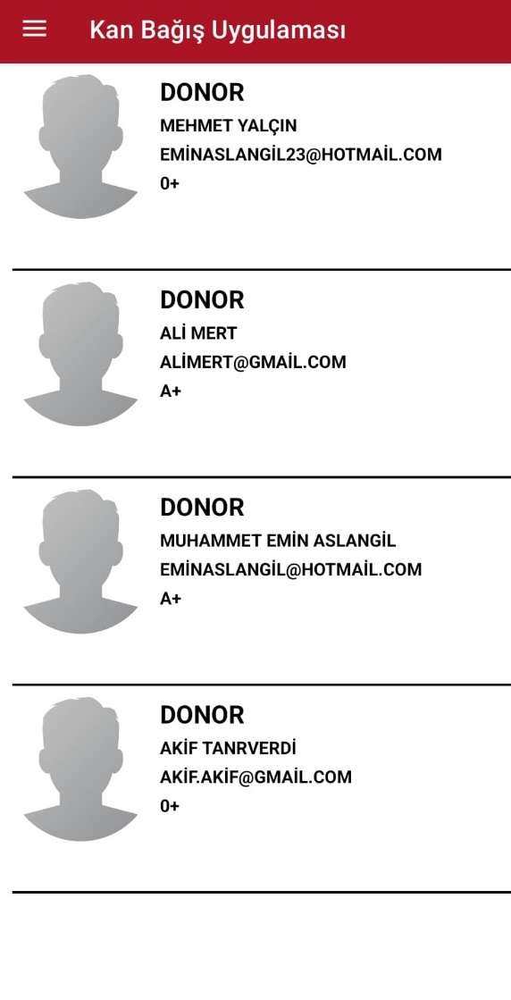 Kan Bağış Uygulaması
DONOR
MEHMET YALÇIN
EMİNASLANGİL23@HOTMAİL.COM
0+
DONOR
ALİ MERT
ALİMERT@GMAİL.COM
A+
DONOR
MUHAMMET EMİN ASLANGİL
EMİNASLANGİL@HOTMAİL.COM
A+
DONOR
AKİF TANRVERDİ
AKİF.AKİF@GMAİL.COM
0+